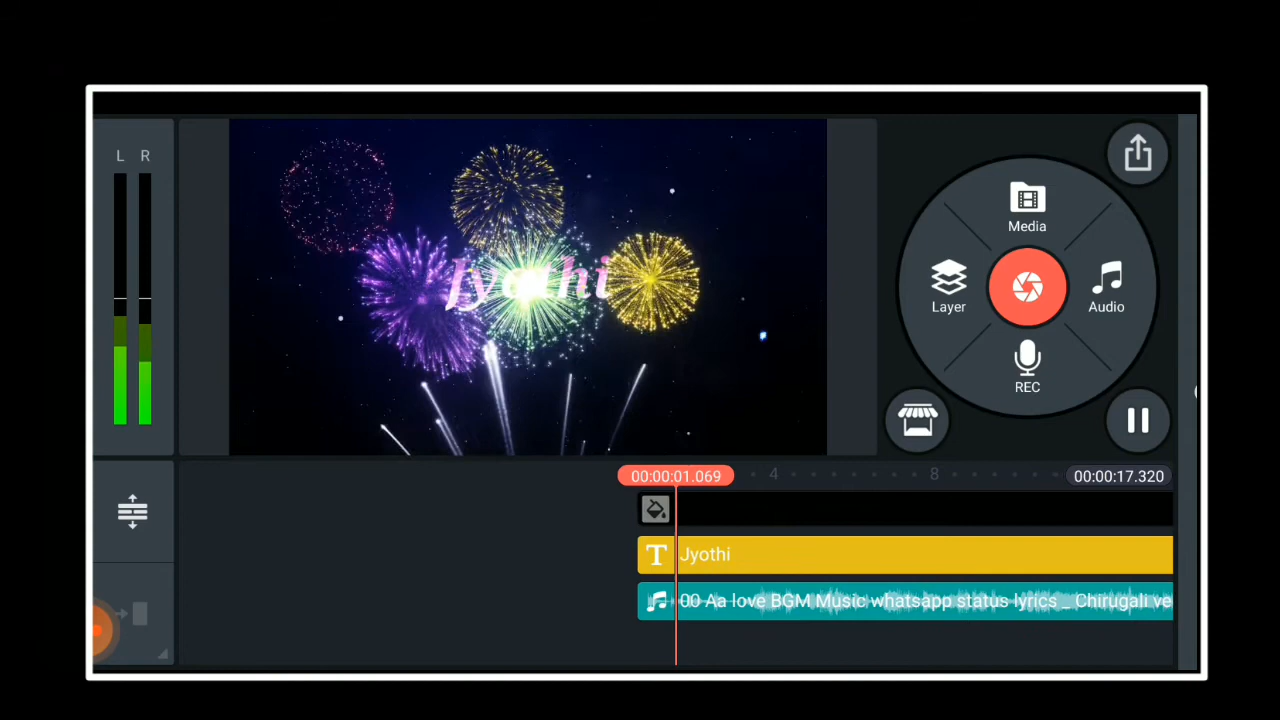 L R
Jyothi
Media
Layer
Audio
REC
00:00:01.069
4
8
00:00:17.320
T Jyothi
00 Aa love BGM Music whatsapp status lyrics _ Chirugali ve